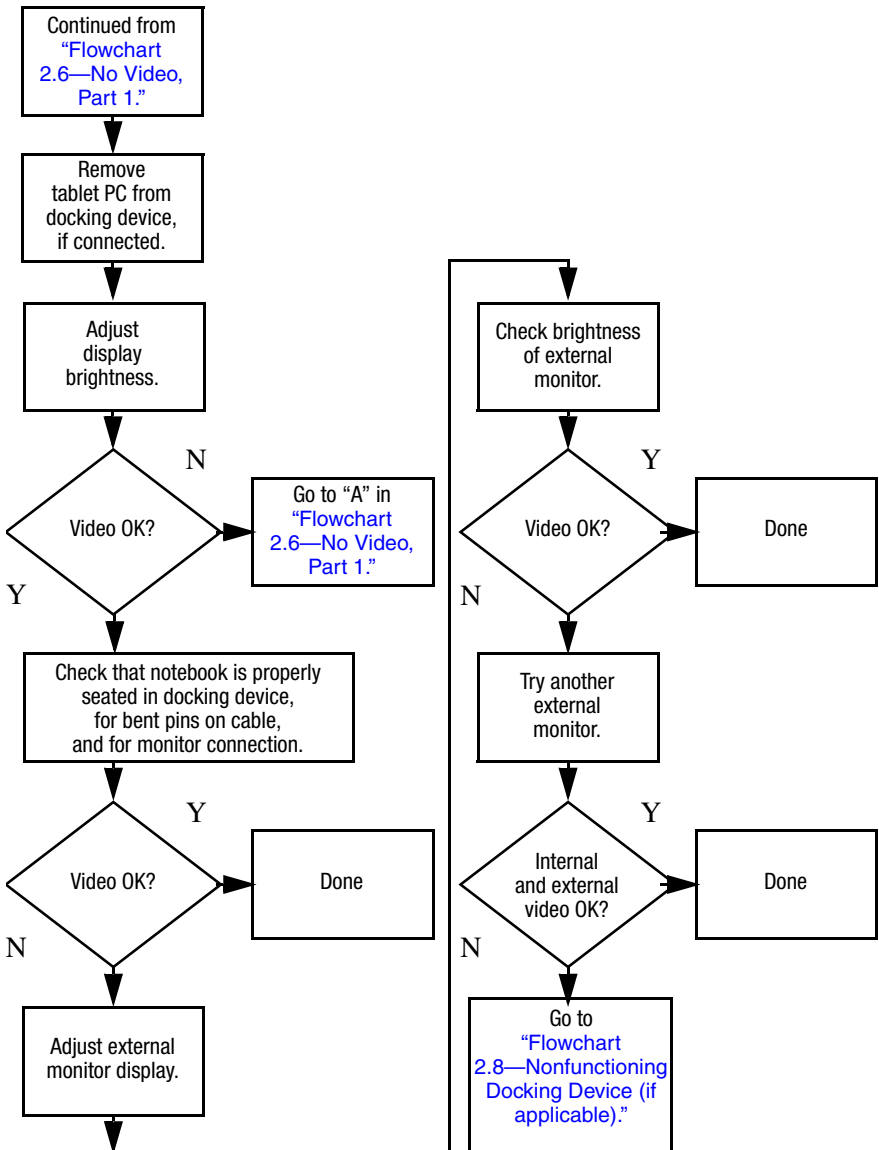 Continued from
“Flowchart
2.6—No Video,
Part 1.”
Remove
tablet PC from
docking device,
if connected.
Adjust
display
brightness.
N
Video OK?
Go to “A” in
“Flowchart
2.6—No Video,
Part 1.”
Y
Check that notebook is properly
seated in docking device,
for bent pins on cable,
and for monitor connection.
Y
Video OK?
Done
N
Adjust external
monitor display.
Check brightness
of external
monitor.
Y
Video OK?
Done
N
Try another
external
monitor.
Y
Internal
and external
video OK?
Done
N
Go to
“Flowchart
2.8—Nonfunctioning
Docking Device (if
applicable).”